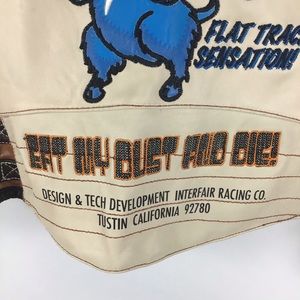 FLAT TRACK
SENSATION!
EAT MY DUST AND DIE!
DESIGN & TECH DEVELOPMENT INTERFAIR RACING CO.
TUSTIN CALIFORNIA 92780